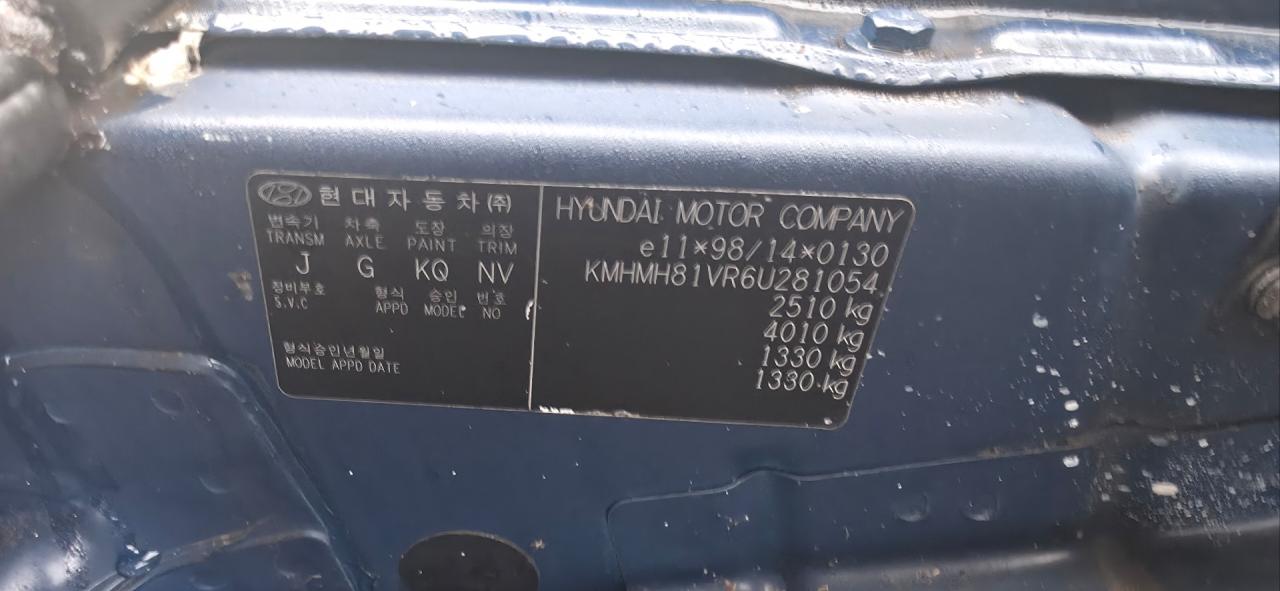 현대자동차㈜
변속기 차축 도장 의장
TRANSM AXLE PAINT TRIM
J G KQ NV
정비부호 형식 승인 번호
S.V.C APPD MODEL NO
형식승인년월일
MODEL APPD DATE
HYUNDAI MOTOR COMPANY
e11*98/14*0130
KMHMH81VR6U281054
2510 kg
4010 kg
1330 kg
1330 kg